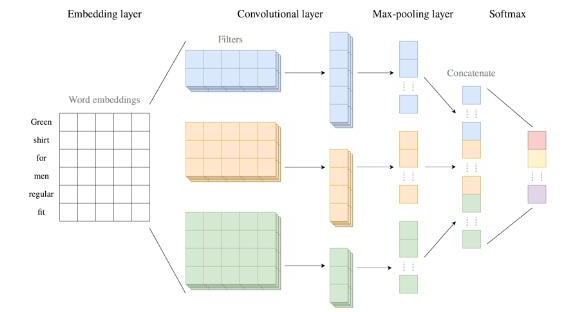 Embedding layer
Convolutional layer
Max-pooling layer
Softmax
Filters
Concatenate
Word embeddings
Green
shirt
for
men
regular
fit